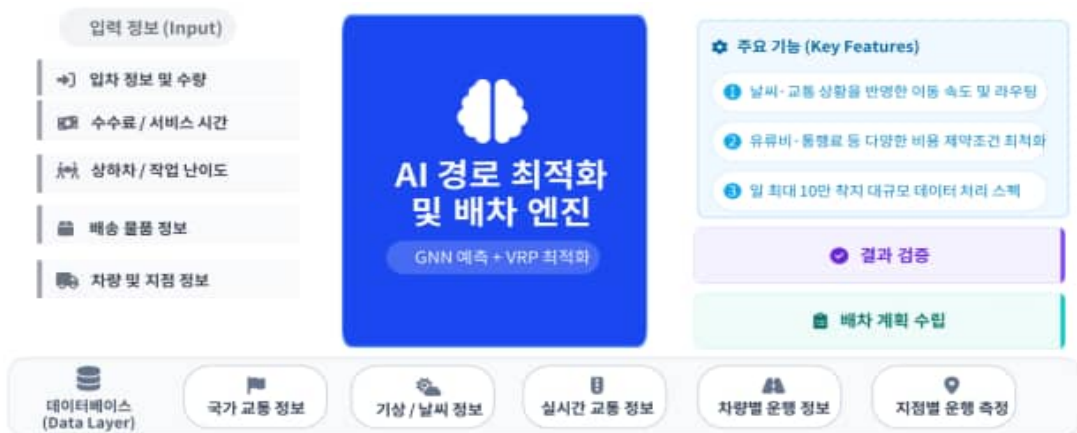 입력 정보 (Input)
입차 정보 및 수량
수수료 / 서비스 시간
상하차 / 작업 난이도
배송 물품 정보
차량 및 지점 정보
AI 경로 최적화
및 배차 엔진
GNN 예측 + VRP 최적화
주요 기능 (Key Features)
1 날씨·교통 상황을 반영한 이동 속도 및 라우팅
2 유류비·통행료 등 다양한 비용 제약조건 최적화
3 일 최대 10만 착지 대규모 데이터 처리 스펙
결과 검증
배차 계획 수립
데이터베이스
(Data Layer)
국가 교통 정보
기상 / 날씨 정보
실시간 교통 정보
차량별 운행 정보
지점별 운행 측정